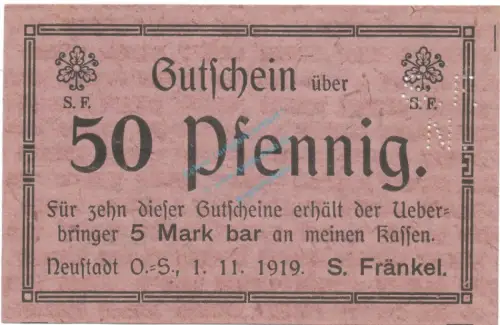 Gutschein über
S. F.
S. F.
50 Pfennig.
Für zehn dieser Gutscheine erhält der Ueber=
bringer 5 Mark bar an meinen Kassen.
Neustadt O.=S., 1. 11. 1919. S. Fränkel.